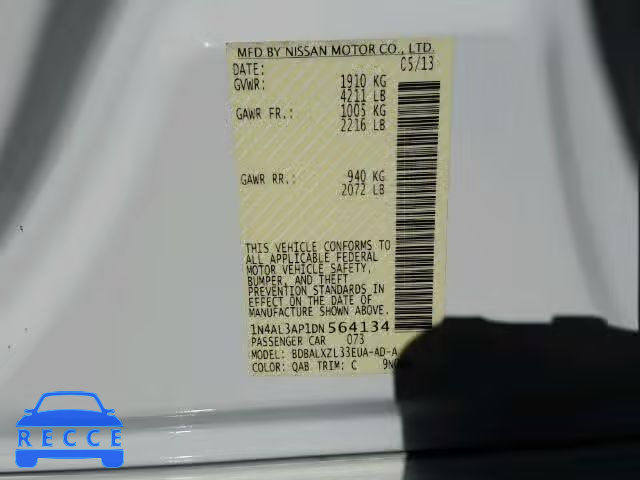 MFD BY NISSAN MOTOR CO., LTD.
DATE: 05/13
GVWR: 1910 KG
4211 LB
GAWR FR.: 1005 KG
2216 LB
GAWR RR.: 940 KG
2072 LB
THIS VEHICLE CONFORMS TO
ALL APPLICABLE FEDERAL
MOTOR VEHICLE SAFETY,
BUMPER, AND THEFT
PREVENTION STANDARDS IN
EFFECT ON THE DATE OF
MANUFACTURE SHOWN ABOVE.
1N4AL3AP1DN564134
PASSENGER CAR 073
MODEL: BDBALXZL33EUA-AD-A
COLOR: QAB TRIM: C
RECCE